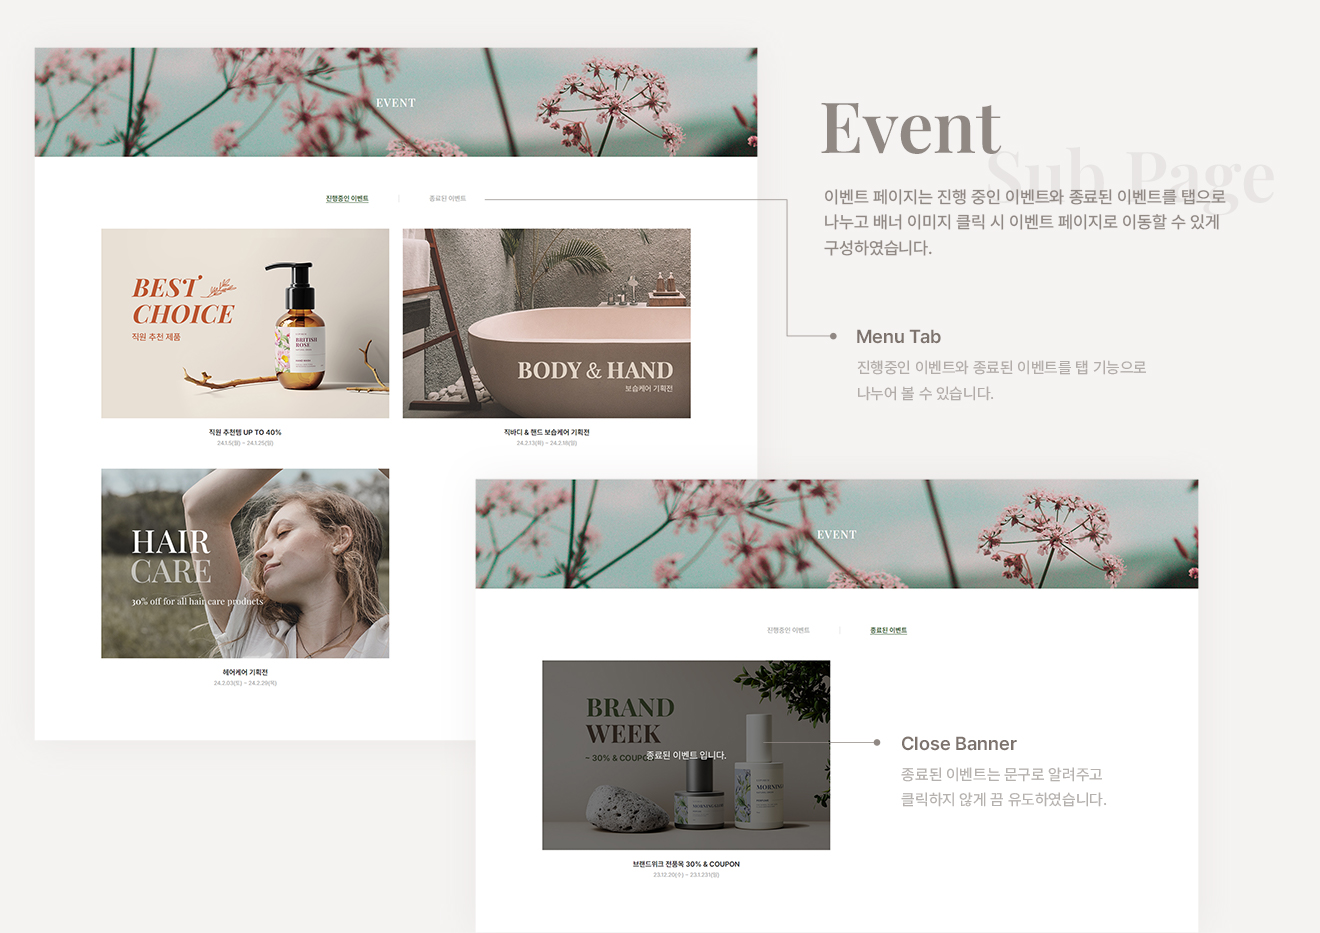 EVENT
진행중인 이벤트
종료된 이벤트
BEST
CHOICE
직원 추천 제품
BRITISH
ROSE
BODY & HAND
보습케어 기획전
직원 추천템 UP TO 40%
24.1.5(월) ~ 24.1.25(일)
직바디 & 핸드 보습케어 기획전
24.2.13(화) ~ 24.2.18(일)
HAIR
CARE
30% off for all hair care products
헤어케어 기획전
24.2.03(토) ~ 24.2.29(목)
Event
Sub Page
이벤트 페이지는 진행 중인 이벤트와 종료된 이벤트를 탭으로
나누고 배너 이미지 클릭 시 이벤트 페이지로 이동할 수 있게
구성하였습니다.
Menu Tab
진행중인 이벤트와 종료된 이벤트를 탭 기능으로
나누어 볼 수 있습니다.
EVENT
진행중인 이벤트
종료된 이벤트
BRAND
WEEK
~ 30% & COUPO
종료된 이벤트 입니다.
MORNING
브랜드위크 전품목 30% & COUPON
23.12.20(수) ~ 23.1.231(일)
Close Banner
종료된 이벤트는 문구로 알려주고
클릭하지 않게 끔 유도하였습니다.